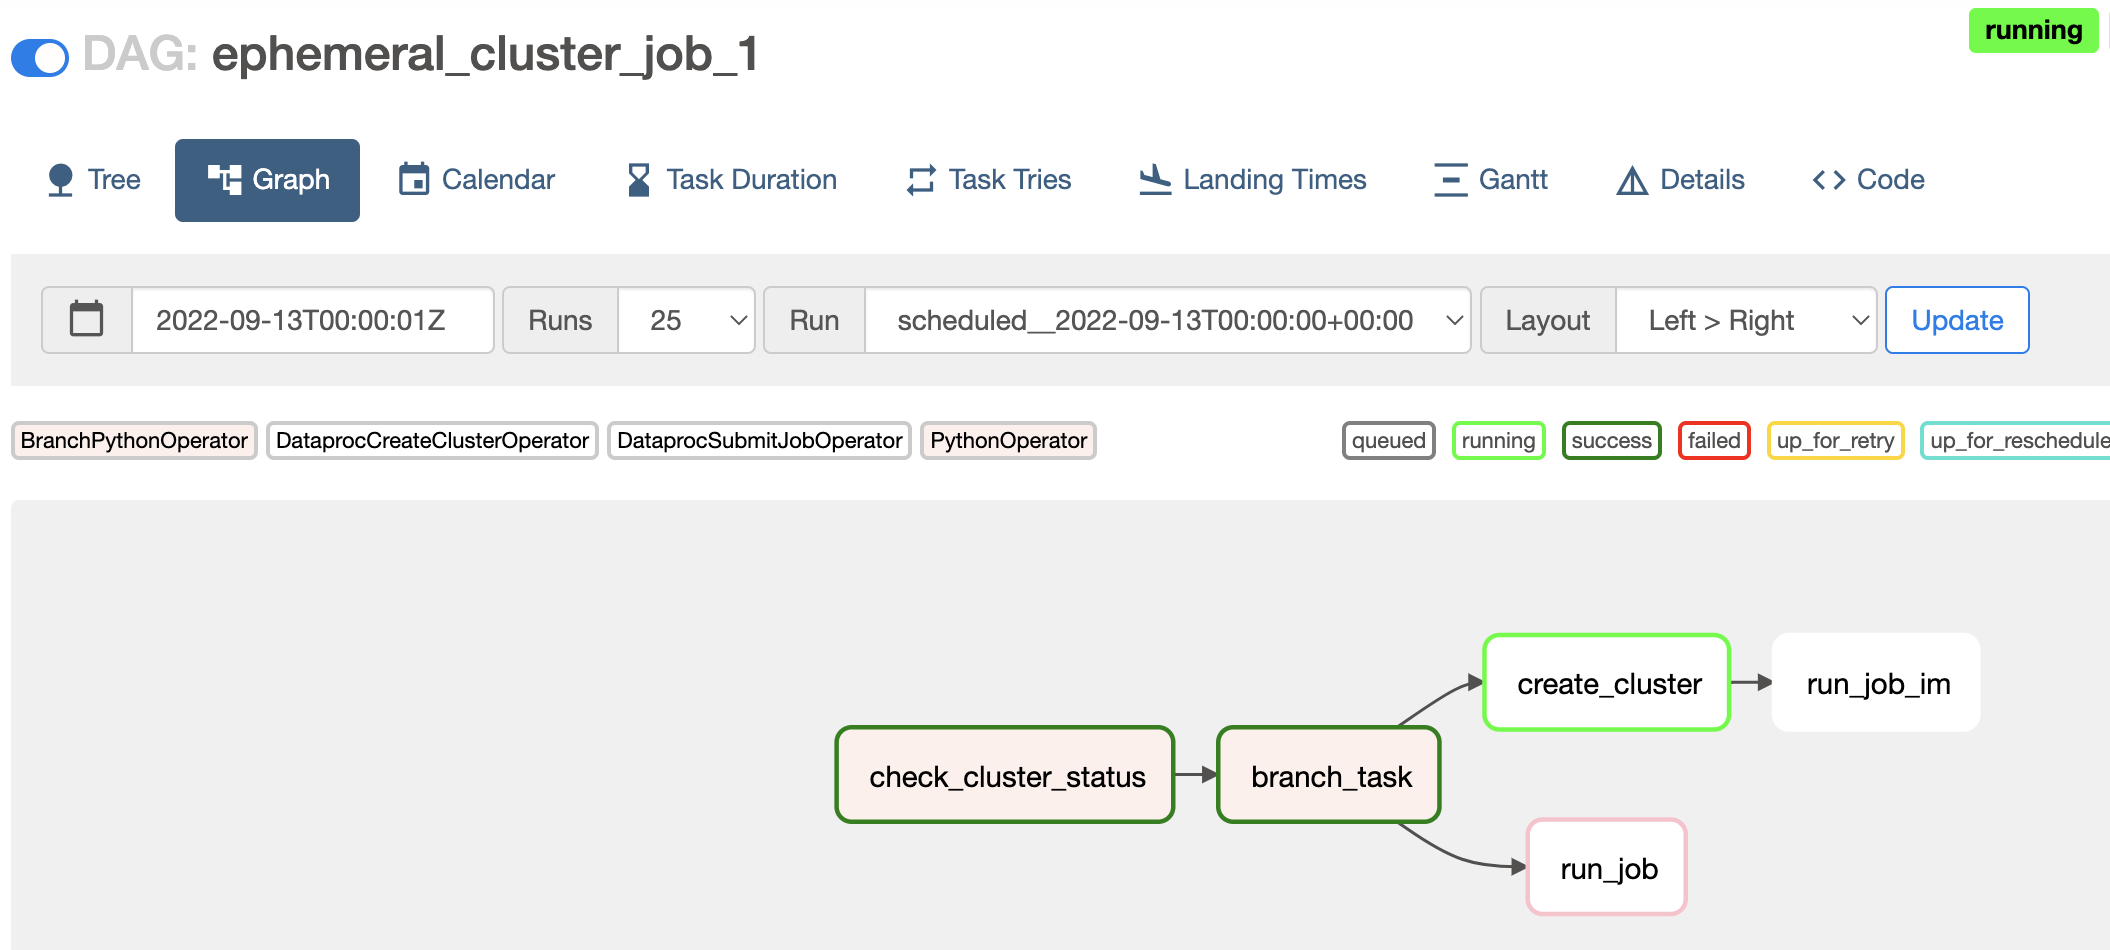 running
DAG: ephemeral_cluster_job_1
Tree Graph Calendar Task Duration Task Tries Landing Times Gantt Details Code
2022-09-13T00:00:01Z Runs 25 Run scheduled__2022-09-13T00:00:00+00:00 Layout Left > Right Update
BranchPythonOperator DataprocCreateClusterOperator DataprocSubmitJobOperator PythonOperator queued running success failed up_for_retry up_for_reschedule
create_cluster run_job_im
check_cluster_status branch_task
run_job